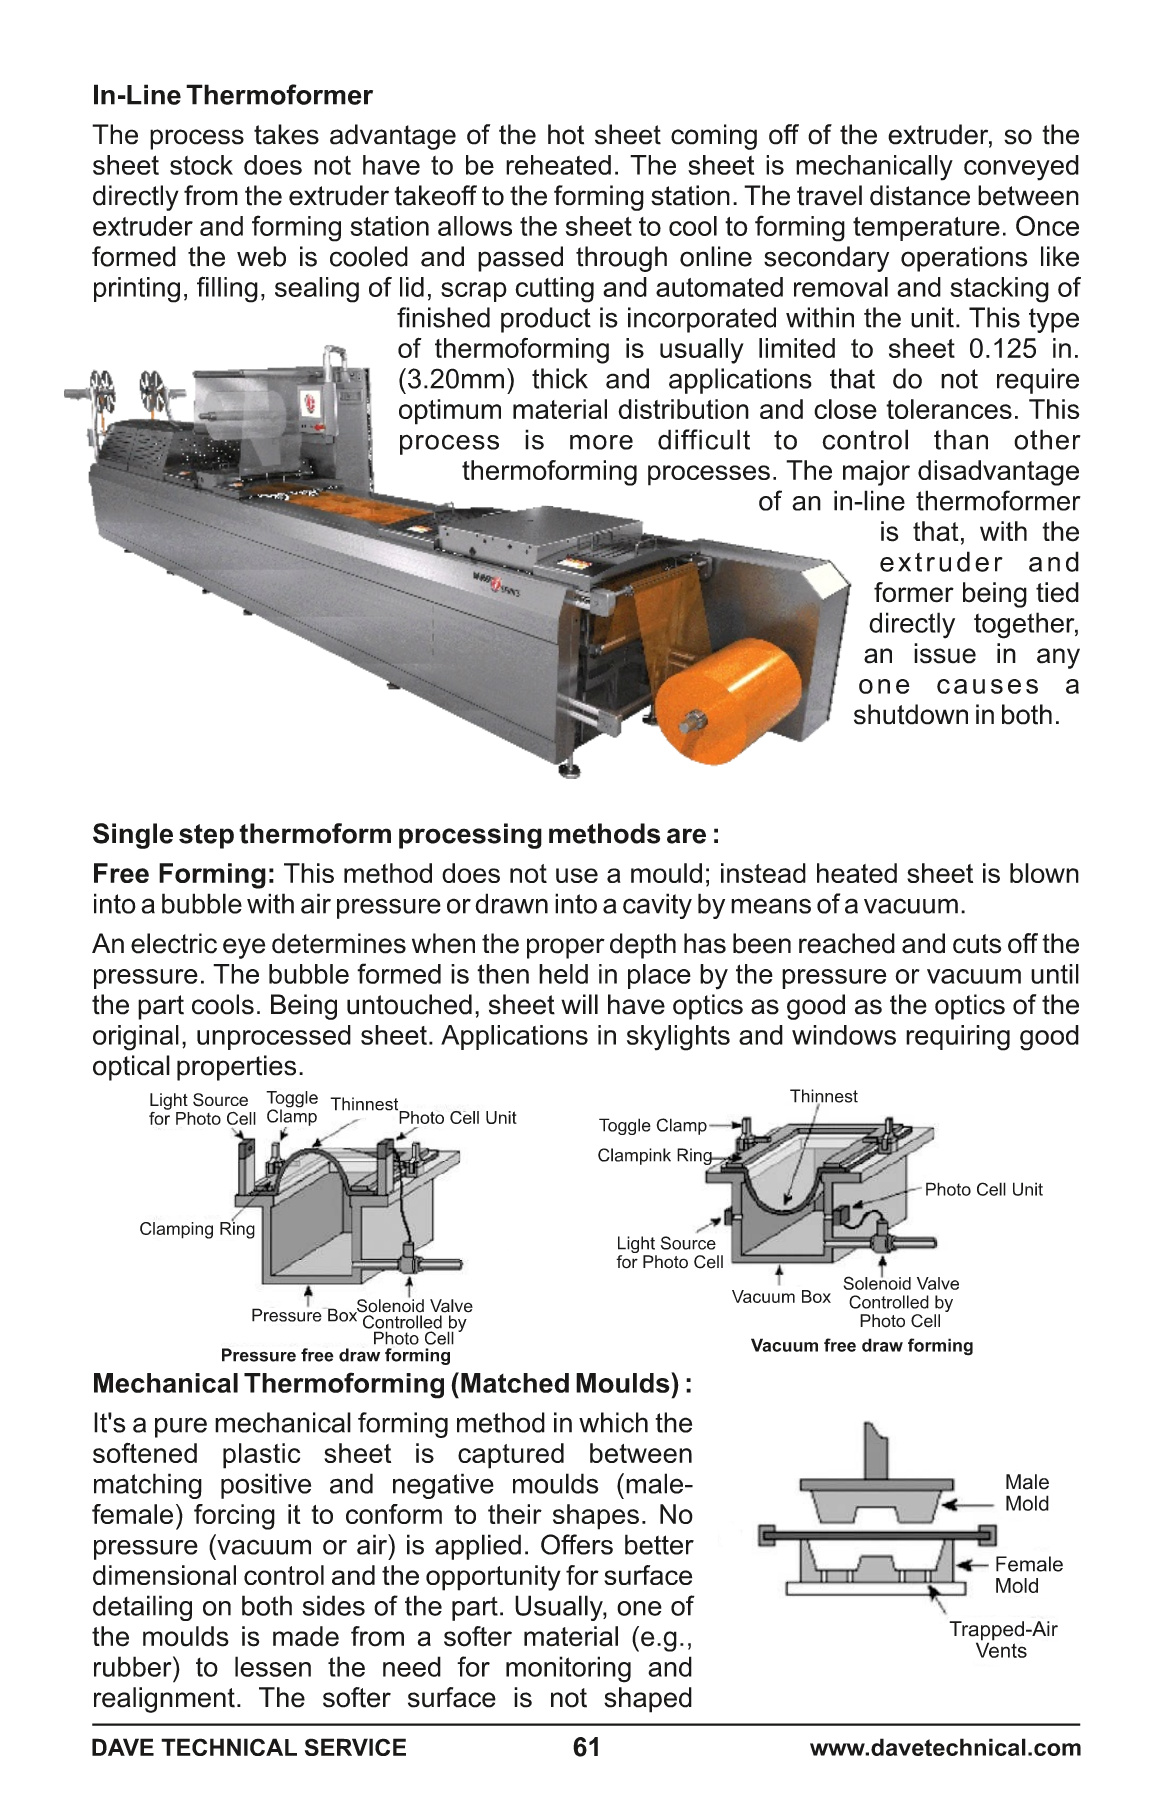 In-Line Thermoformer
The process takes advantage of the hot sheet coming off of the extruder, so the
sheet stock does not have to be reheated. The sheet is mechanically conveyed
directly from the extruder takeoff to the forming station. The travel distance between
extruder and forming station allows the sheet to cool to forming temperature. Once
formed the web is cooled and passed through online secondary operations like
printing, filling, sealing of lid, scrap cutting and automated removal and stacking of
finished product is incorporated within the unit. This type
of thermoforming is usually limited to sheet 0.125 in.
(3.20mm) thick and applications that do not require
optimum material distribution and close tolerances. This
process is more difficult to control than other
thermoforming processes. The major disadvantage
of an in-line thermoformer
is that, with the
extruder and
former being tied
directly together,
an issue in any
one causes a
shutdown in both.
Single step thermoform processing methods are :
Free Forming: This method does not use a mould; instead heated sheet is blown
into a bubble with air pressure or drawn into a cavity by means of a vacuum.
An electric eye determines when the proper depth has been reached and cuts off the
pressure. The bubble formed is then held in place by the pressure or vacuum until
the part cools. Being untouched, sheet will have optics as good as the optics of the
original, unprocessed sheet. Applications in skylights and windows requiring good
optical properties.
Light Source
for Photo Cell
Toggle
Clamp
Thinnest
Photo Cell Unit
Clamping Ring
Pressure Box
Solenoid Valve
Controlled by
Photo Cell
Pressure free draw forming
Thinnest
Toggle Clamp
Clampink Ring
Photo Cell Unit
Light Source
for Photo Cell
Vacuum Box
Solenoid Valve
Controlled by
Photo Cell
Vacuum free draw forming
Mechanical Thermoforming (Matched Moulds) :
It's a pure mechanical forming method in which the
softened plastic sheet is captured between
matching positive and negative moulds (male-
female) forcing it to conform to their shapes. No
pressure (vacuum or air) is applied. Offers better
dimensional control and the opportunity for surface
detailing on both sides of the part. Usually, one of
the moulds is made from a softer material (e.g.,
rubber) to lessen the need for monitoring and
realignment. The softer surface is not shaped
Male
Mold
Female
Mold
Trapped-Air
Vents
DAVE TECHNICAL SERVICE
61
www.davetechnical.com